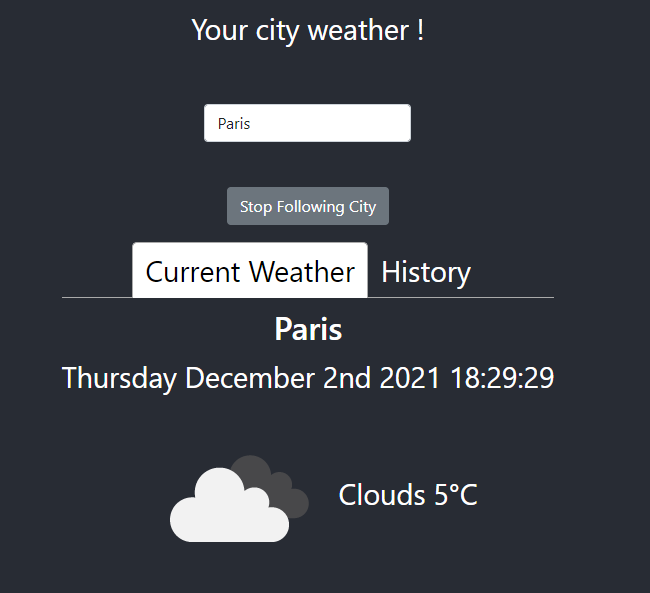 Your city weather !
Paris
Stop Following City
Current Weather History
Paris
Thursday December 2nd 2021 18:29:29
Clouds 5°C